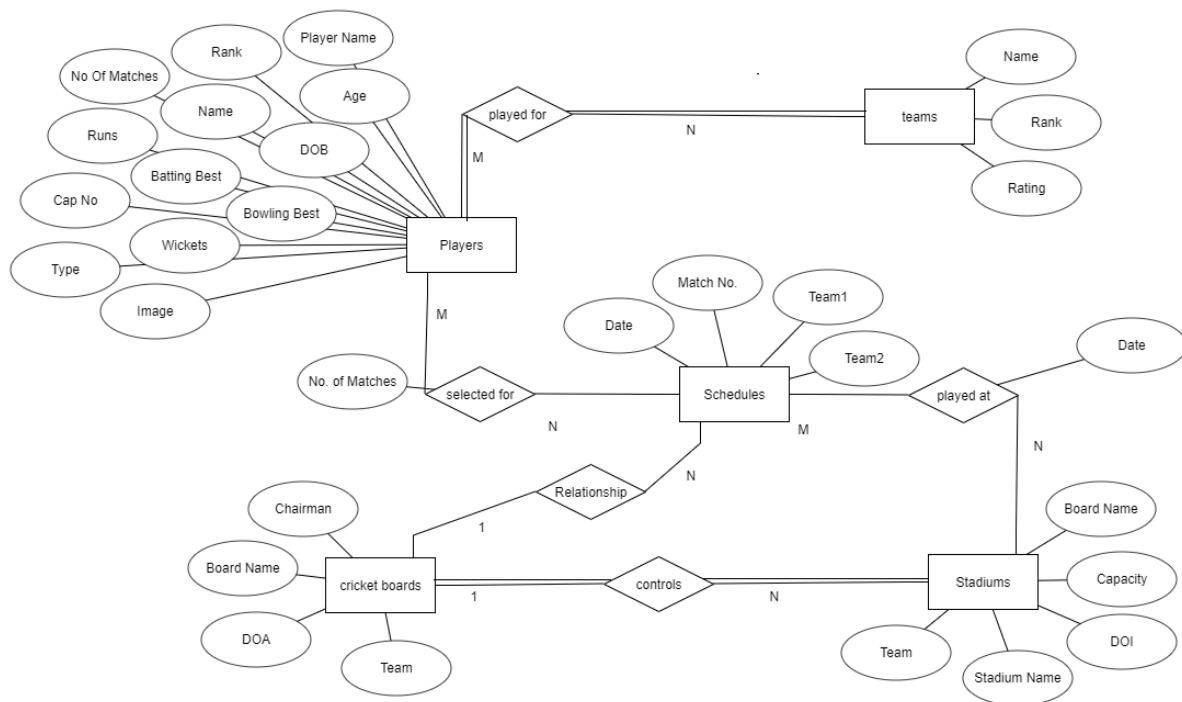 Player Name
Rank
Name
No Of Matches
Age
Name
played for
teams
Rank
Runs
DOB
N
M
Batting Best
Rating
Cap No
Bowling Best
Wickets
Players
Type
Match No.
Team1
Image
M
Date
Date
Team2
No. of Matches
selected for
Schedules
played at
N
M
N
N
Relationship
Chairman
1
Board Name
Board Name
cricket boards
controls
Stadiums
Capacity
1
N
DOA
Team
DOI
Team
Stadium Name